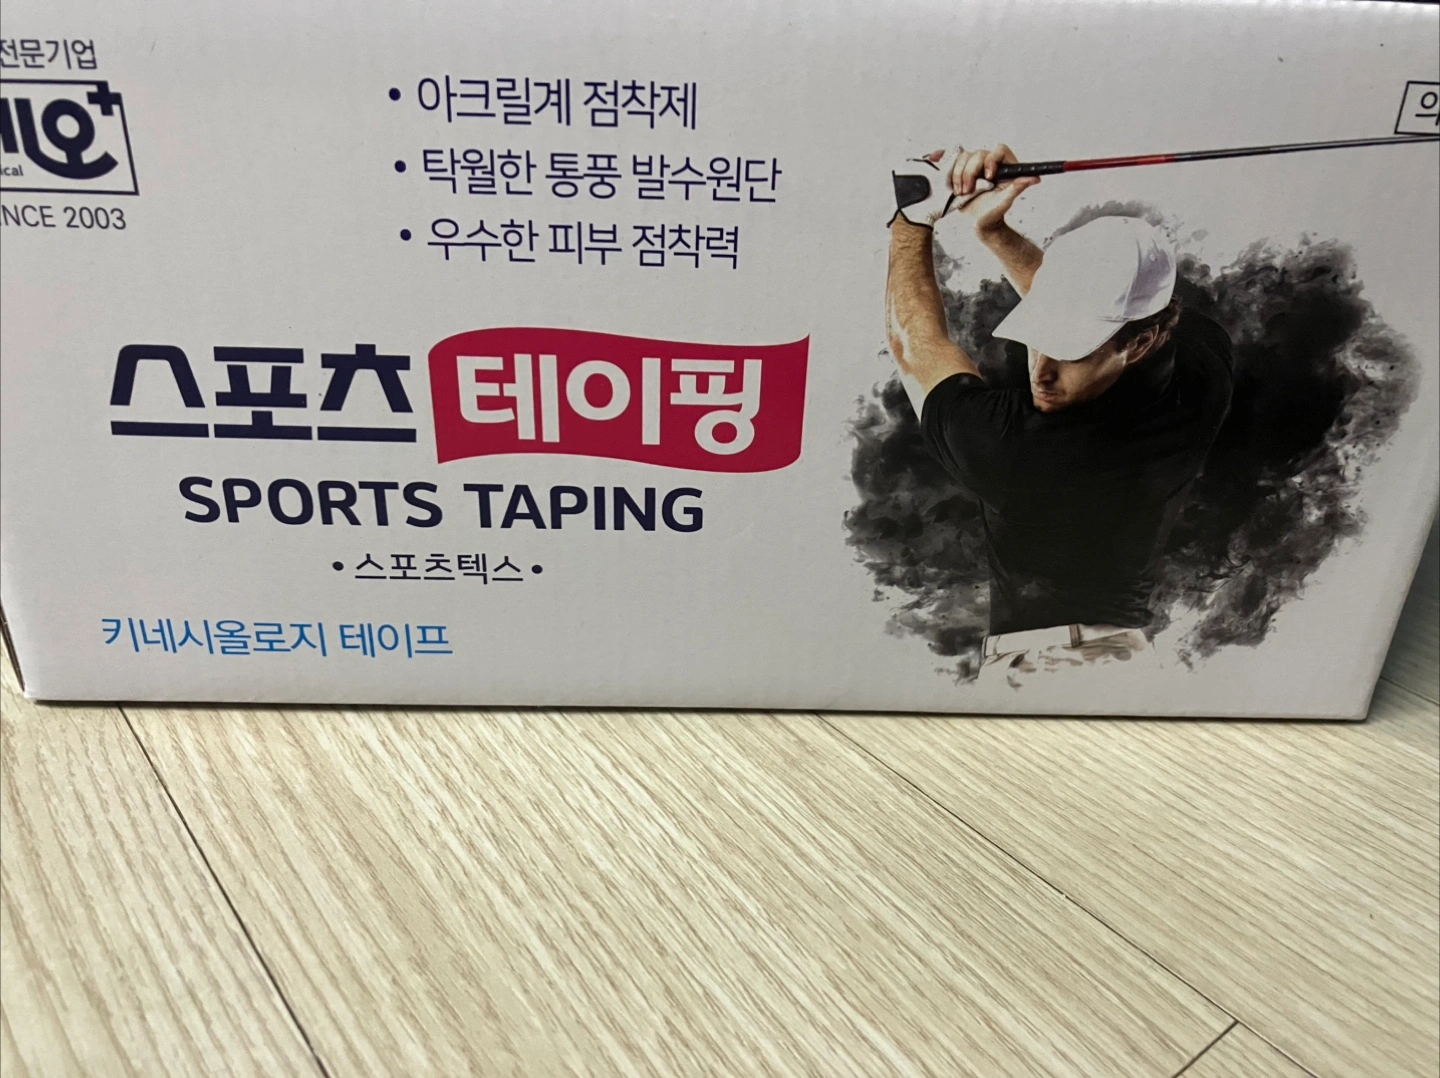 전문기업
SINCE 2003
• 아크릴계 점착제
• 탁월한 통풍 발수원단
• 우수한 피부 점착력
스포츠 테이핑
SPORTS TAPING
• 스포츠텍스 •
키네시올로지 테이프